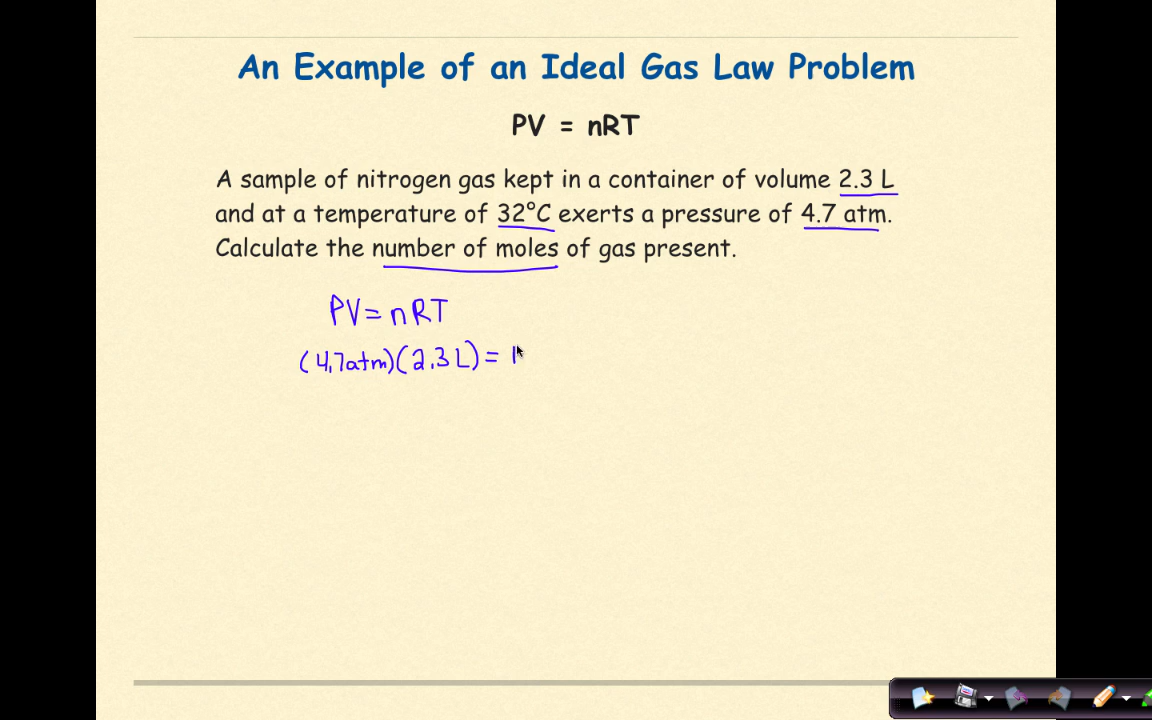 An Example of an Ideal Gas Law Problem
PV = nRT
A sample of nitrogen gas kept in a container of volume 2.3 L
and at a temperature of 32°C exerts a pressure of 4.7 atm.
Calculate the number of moles of gas present.
PV = nRT
(4.7atm)(2.3 L) =